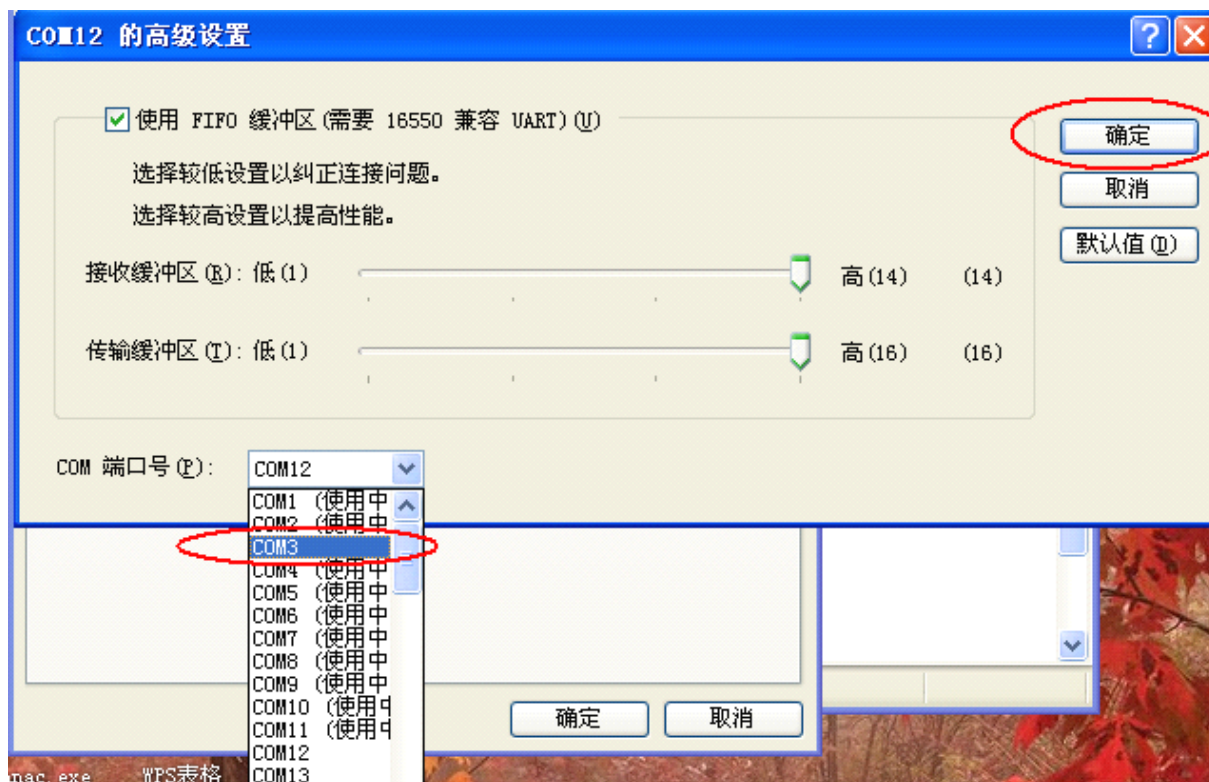 COM12 的高级设置
使用 FIFO 缓冲区(需要 16550 兼容 UART)(U)
确定
选择较低设置以纠正连接问题。
取消
选择较高设置以提高性能。
默认值(D)
接收缓冲区(R): 低(1) 高(14) (14)
传输缓冲区(T): 低(1) 高(16) (16)
COM 端口号(P): COM12
COM1 (使用中
COM2 (使用中
COM3
COM4 (使用中
COM5 (使用中
COM6 (使用中
COM7 (使用中
COM8 (使用中
COM9 (使用中
COM10 (使用中
COM11 (使用中
确定 取消
COM12
WPS表格
COM13